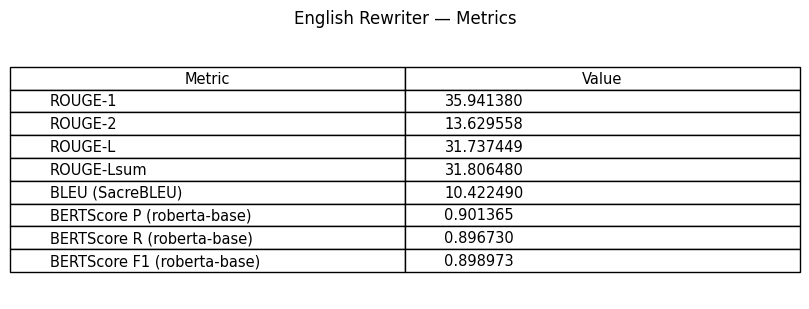 English Rewriter — Metrics
Metric Value
ROUGE-1 35.941380
ROUGE-2 13.629558
ROUGE-L 31.737449
ROUGE-Lsum 31.806480
BLEU (SacreBLEU) 10.422490
BERTScore P (roberta-base) 0.901365
BERTScore R (roberta-base) 0.896730
BERTScore F1 (roberta-base) 0.898973